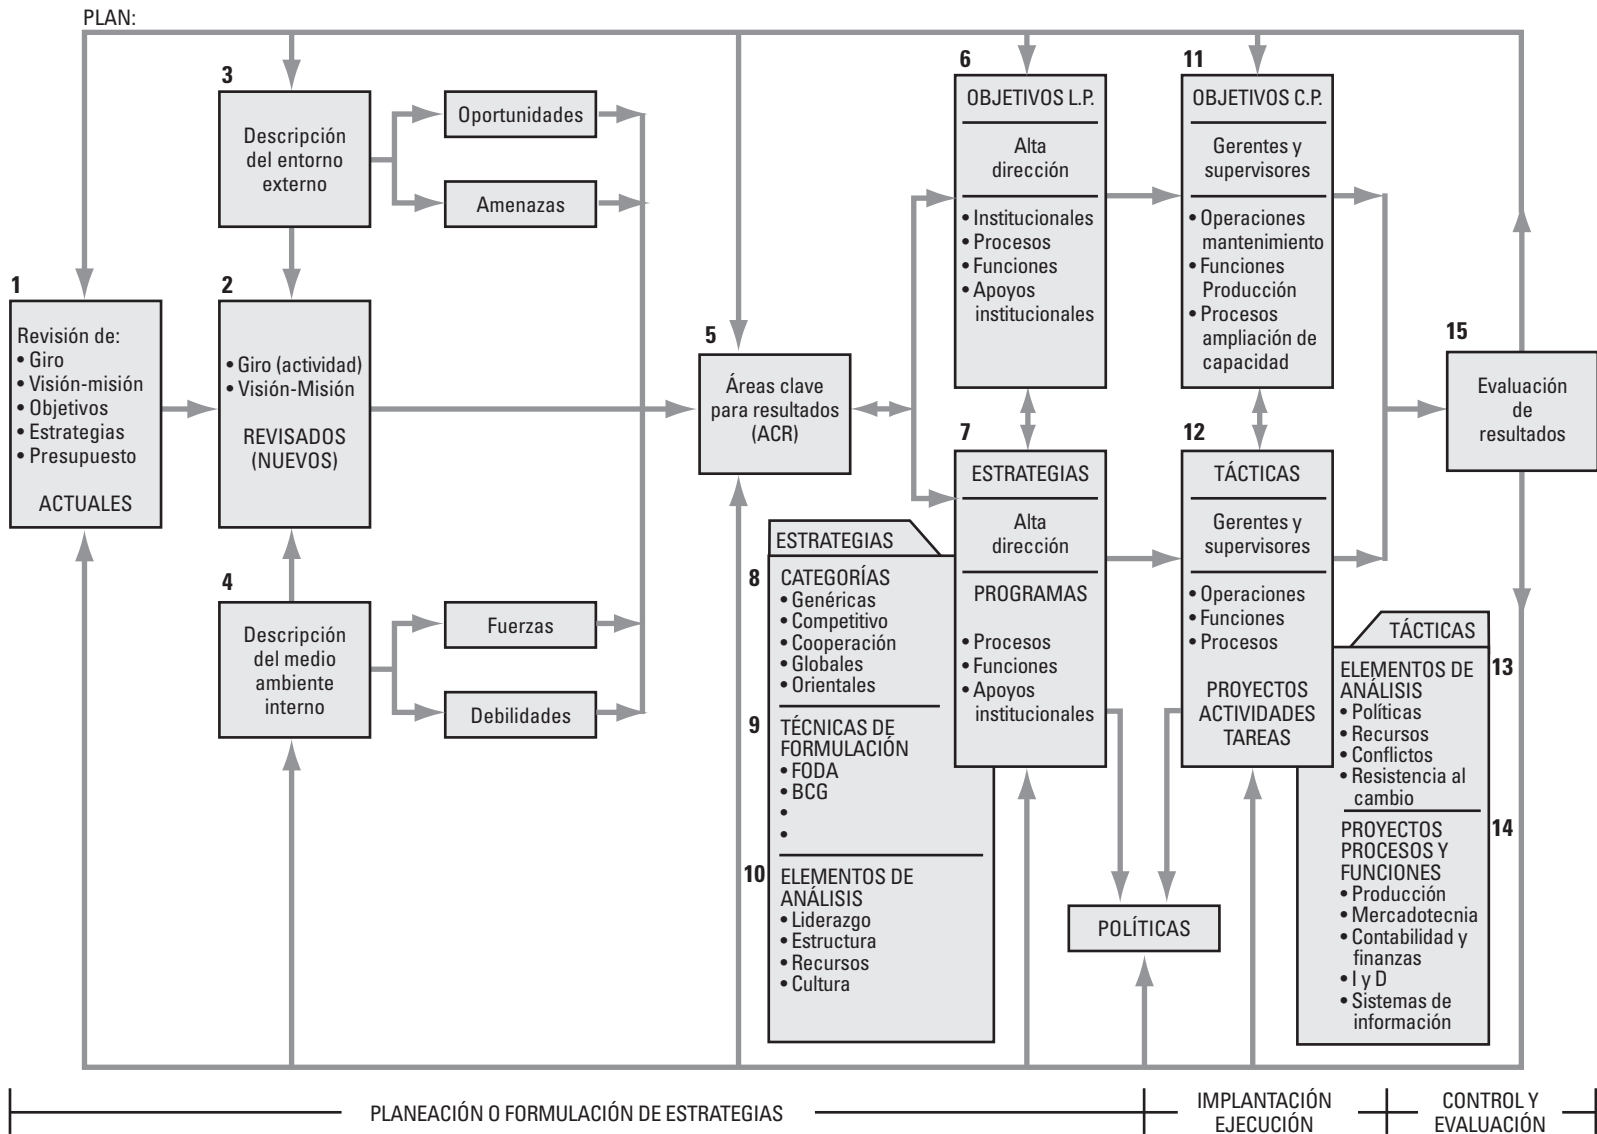 PLAN:
1
Revisión de:
• Giro
• Visión-misión
• Objetivos
• Estrategias
• Presupuesto
ACTUALES
2
• Giro (actividad)
• Visión-Misión
REVISADOS
(NUEVOS)
3
Descripción
del entorno
externo
Oportunidades
Amenazas
4
Descripción
del medio
ambiente
interno
Fuerzas
Debilidades
5
Áreas clave
para resultados
(ACR)
6
OBJETIVOS L.P.
Alta
dirección
• Institucionales
• Procesos
• Funciones
• Apoyos
institucionales
7
ESTRATEGIAS
Alta
dirección
PROGRAMAS
• Procesos
• Funciones
• Apoyos
institucionales
ESTRATEGIAS
8
CATEGORÍAS
• Genéricas
• Competitivo
• Cooperación
• Globales
• Orientales
9
TÉCNICAS DE
FORMULACIÓN
• FODA
• BCG
•
•
10
ELEMENTOS DE
ANÁLISIS
• Liderazgo
• Estructura
• Recursos
• Cultura
11
OBJETIVOS C.P.
Gerentes y
supervisores
• Operaciones
mantenimiento
• Funciones
Producción
• Procesos
ampliación de
capacidad
12
TÁCTICAS
Gerentes y
supervisores
• Operaciones
• Funciones
• Procesos
PROYECTOS
ACTIVIDADES
TAREAS
TÁCTICAS
13
ELEMENTOS DE
ANÁLISIS
• Políticas
• Recursos
• Conflictos
• Resistencia al
cambio
14
PROYECTOS
PROCESOS Y
FUNCIONES
• Producción
• Mercadotecnia
• Contabilidad y
finanzas
• I y D
• Sistemas de
información
POLÍTICAS
15
Evaluación
de
resultados
PLANEACIÓN O FORMULACIÓN DE ESTRATEGIAS
IMPLANTACIÓN
EJECUCIÓN
CONTROL Y
EVALUACIÓN